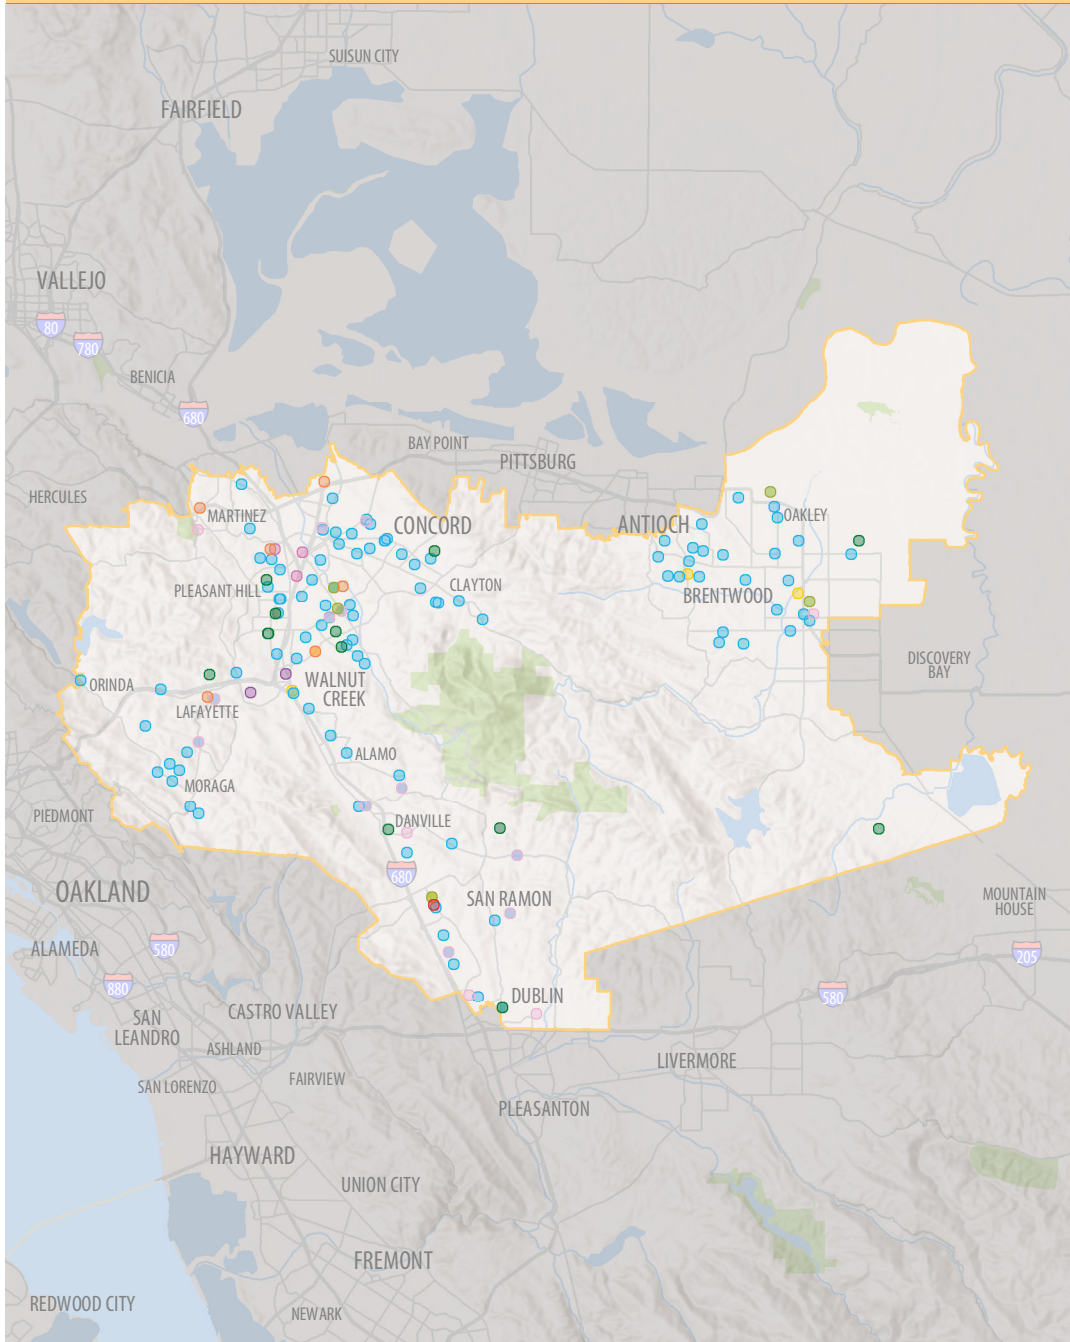 SUISUN CITY
FAIRFIELD
VALLEJO
80
780
BENICIA
680
BAY POINT
PITTSBURG
HERCULES
MARTINEZ
CONCORD
ANTIOCH
OAKLEY
PLEASANT HILL
CLAYTON
BRENTWOOD
DISCOVERY
BAY
ORINDA
WALNUT
CREEK
LAFAYETTE
ALAMO
MORAGA
PIEDMONT
DANVILLE
680
OAKLAND
SAN RAMON
MOUNTAIN
HOUSE
ALAMEDA
580
205
880
580
DUBLIN
SAN
LEANDRO
CASTRO VALLEY
ASHLAND
LIVERMORE
SAN LORENZO
FAIRVIEW
PLEASANTON
HAYWARD
UNION CITY
FREMONT
REDWOOD CITY
NEWARK